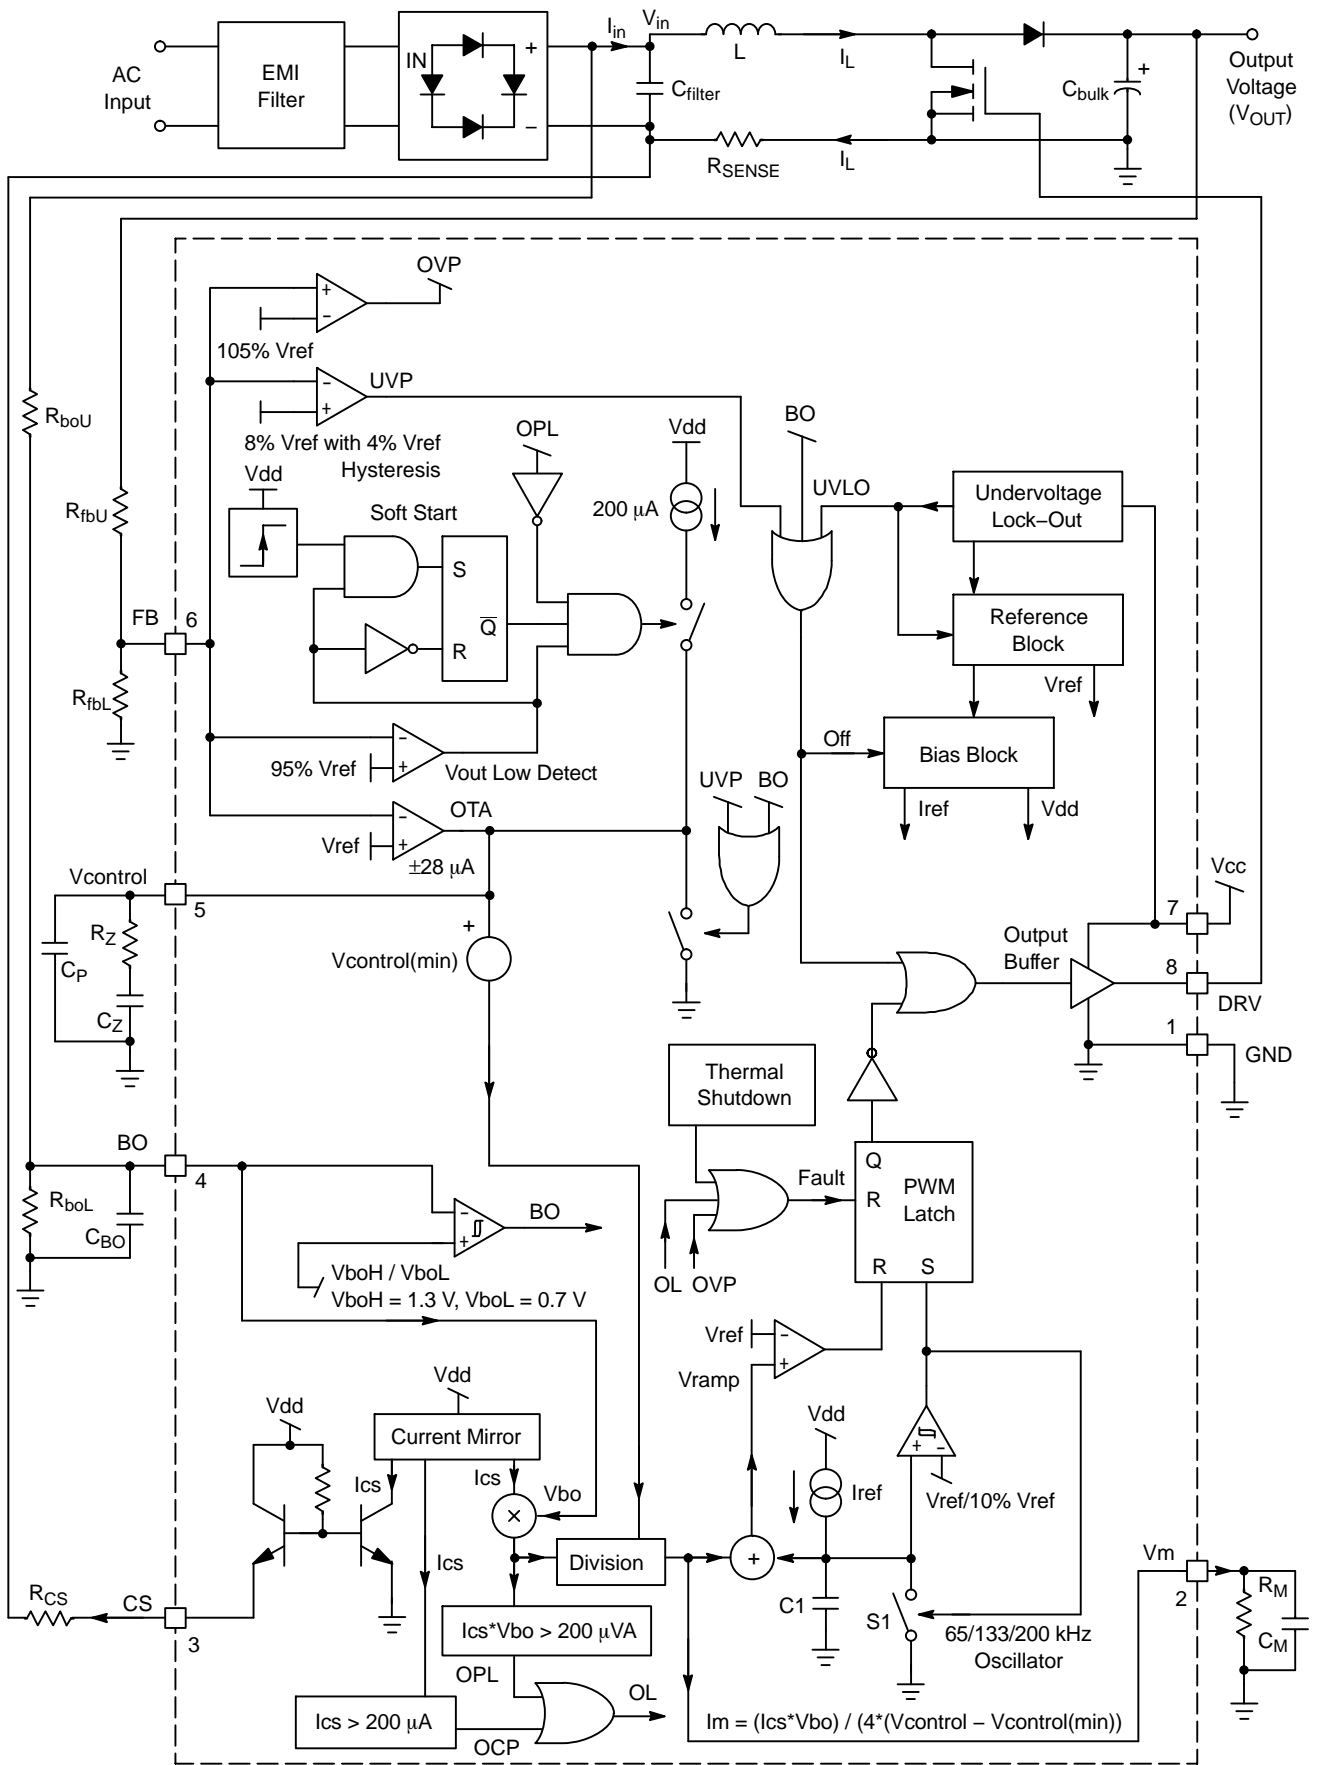 AC
Input
EMI
Filter
IN
+
−
Iin
Vin
Cfilter
L
IL
RSENSE
IL
Cbulk
+
Output
Voltage
(VOUT)
OVP
+
−
105% Vref
UVP
−
+
8% Vref with 4% Vref
Hysteresis
RboU
RfbU
RfbL
FB
6
Vdd
Soft Start
OPL
S
R
Q
Vdd
200 μA
BO
UVLO
Undervoltage
Lock−Out
Reference
Block
Vref
Off
Bias Block
Iref
Vdd
−
+
95% Vref
Vout Low Detect
OTA
−
+
Vref
±28 μA
UVP
BO
Vcontrol
5
RZ
CP
CZ
+
Vcontrol(min)
Output
Buffer
Vcc
7
8
DRV
1
GND
Thermal
Shutdown
Fault
Q
R
PWM
Latch
R
S
OL
OVP
BO
4
RboL
CBO
−
+
BO
VboH / VboL
VboH = 1.3 V, VboL = 0.7 V
Vref
−
+
Vramp
Vdd
Vdd
Current Mirror
Ics
Ics
Vbo
×
Ics
Division
+
Vdd
Iref
+
−
Vref/10% Vref
C1
S1
65/133/200 kHz
Oscillator
Vm
2
RM
CM
RCS
CS
3
Ics*Vbo > 200 μVA
OPL
Ics > 200 μA
OCP
OL
Im = (Ics*Vbo) / (4*(Vcontrol − Vcontrol(min))